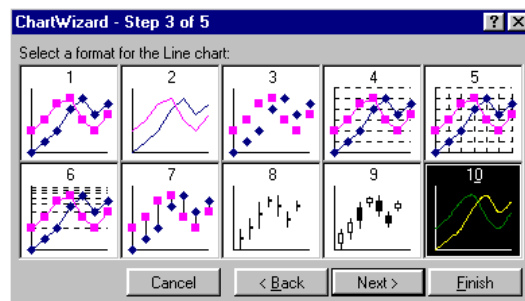 ChartWizard - Step 3 of 5
Select a format for the Line chart:
1 2 3 4 5
6 7 8 9 10
Cancel < Back Next > Finish